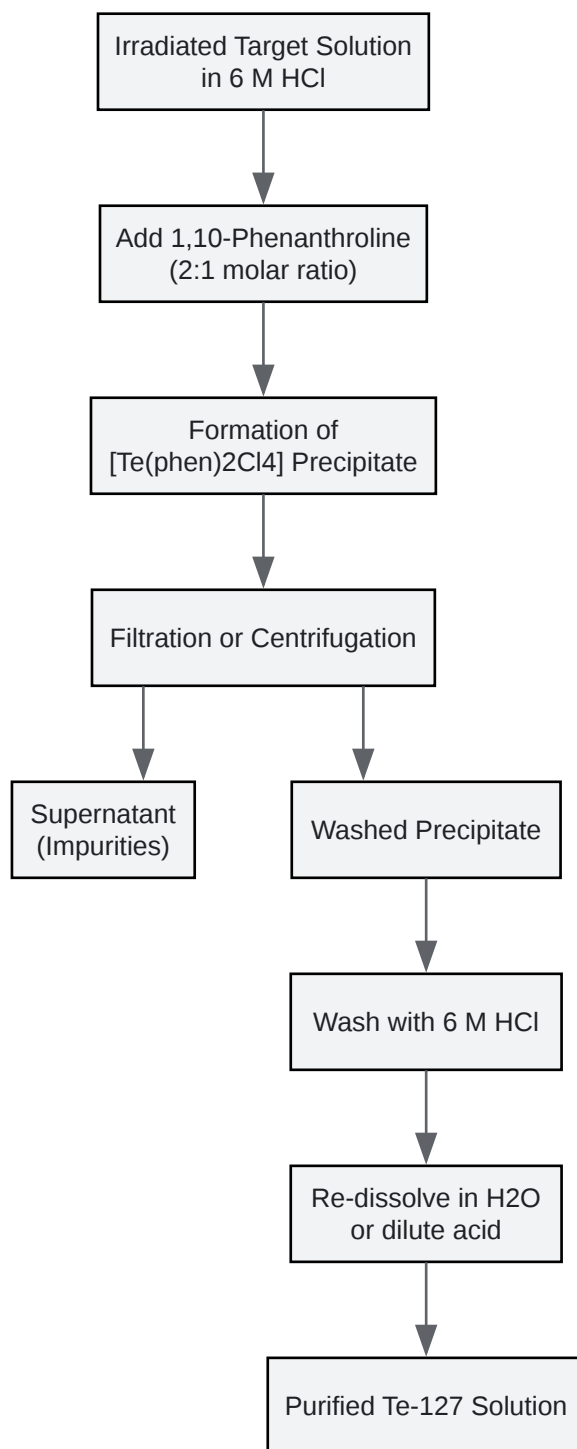 Irradiated Target Solution
in 6 M HCl
Add 1,10-Phenanthroline
(2:1 molar ratio)
Formation of
[Te(phen)2Cl4] Precipitate
Filtration or Centrifugation
Supernatant
(Impurities)
Washed Precipitate
Wash with 6 M HCl
Re-dissolve in H2O
or dilute acid
Purified Te-127 Solution